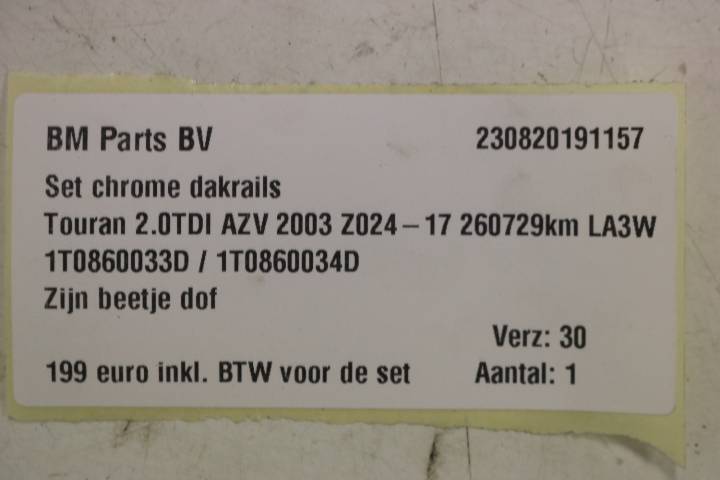 BM Parts BV 230820191157
Set chrome dakrails
Touran 2.0TDI AZV 2003 Z024-17 260729km LA3W
1T0860033D / 1T0860034D
Zijn beetje dof
Verz: 30
199 euro inkl. BTW voor de set Aantal: 1